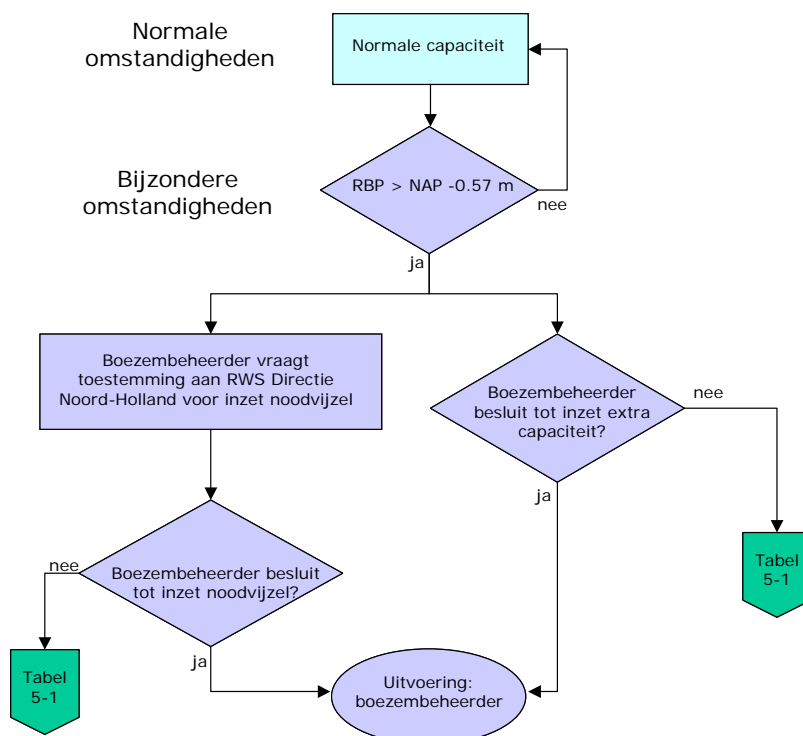 Normale
omstandigheden
Normale capaciteit
Bijzondere
omstandigheden
RBP > NAP -0.57 m
nee
ja
Boezembeheerder vraagt
toestemming aan RWS Directie
Noord-Holland voor inzet noodvijzel
Boezembeheerder
besluit tot inzet extra
capaciteit?
nee
ja
nee
Boezembeheerder besluit
tot inzet noodvijzel?
Tabel
5-1
ja
Tabel
5-1
Uitvoering:
boezembeheerder